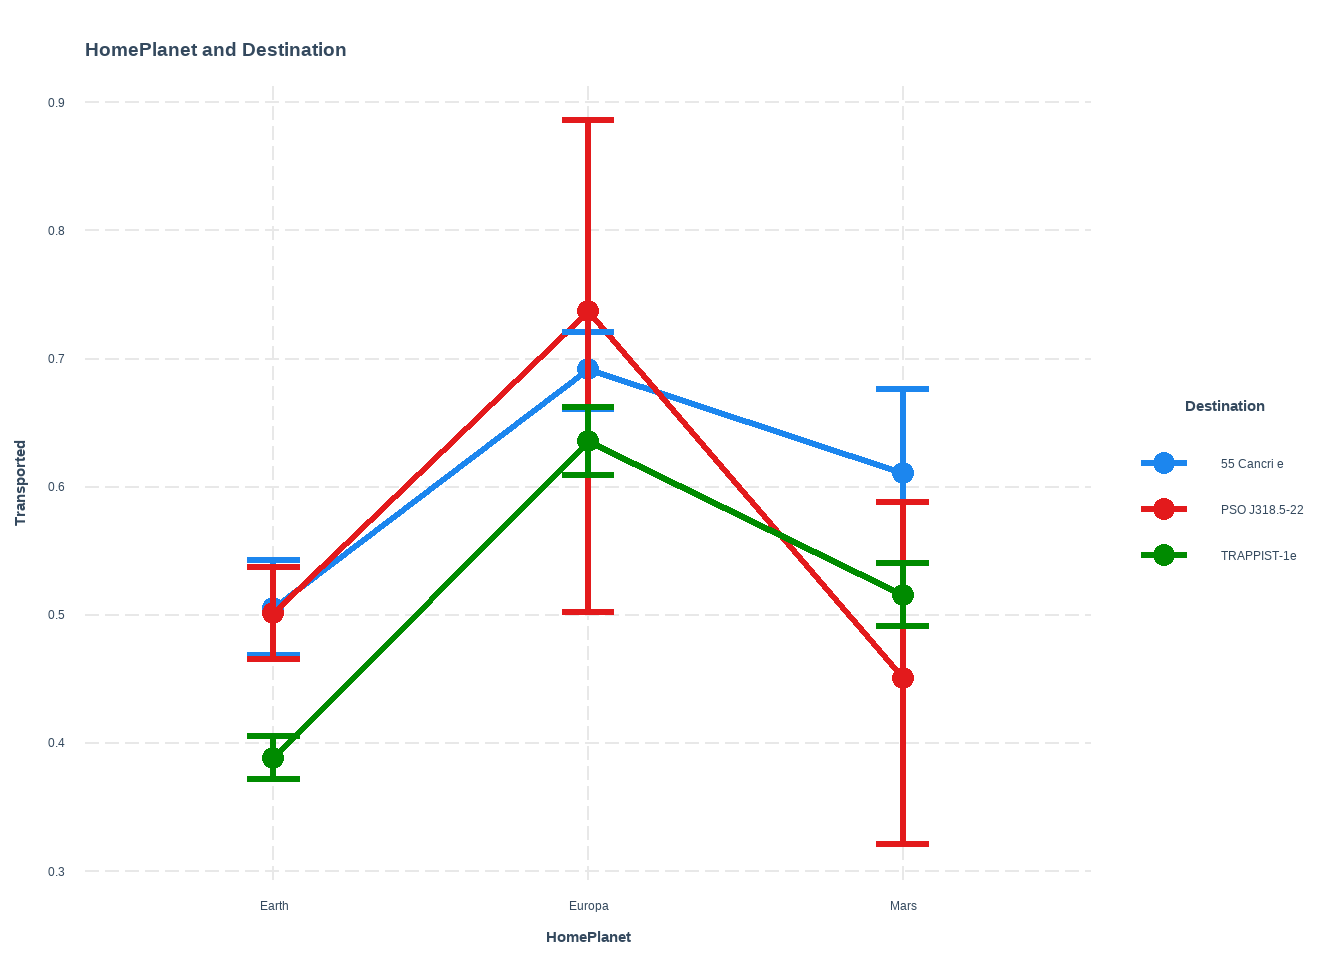 HomePlanet and Destination
0.9
0.8
0.7
0.6
0.5
0.4
0.3
Transported
Earth
Europa
Mars
HomePlanet
Destination
55 Cancri e
PSO J318.5-22
TRAPPIST-1e